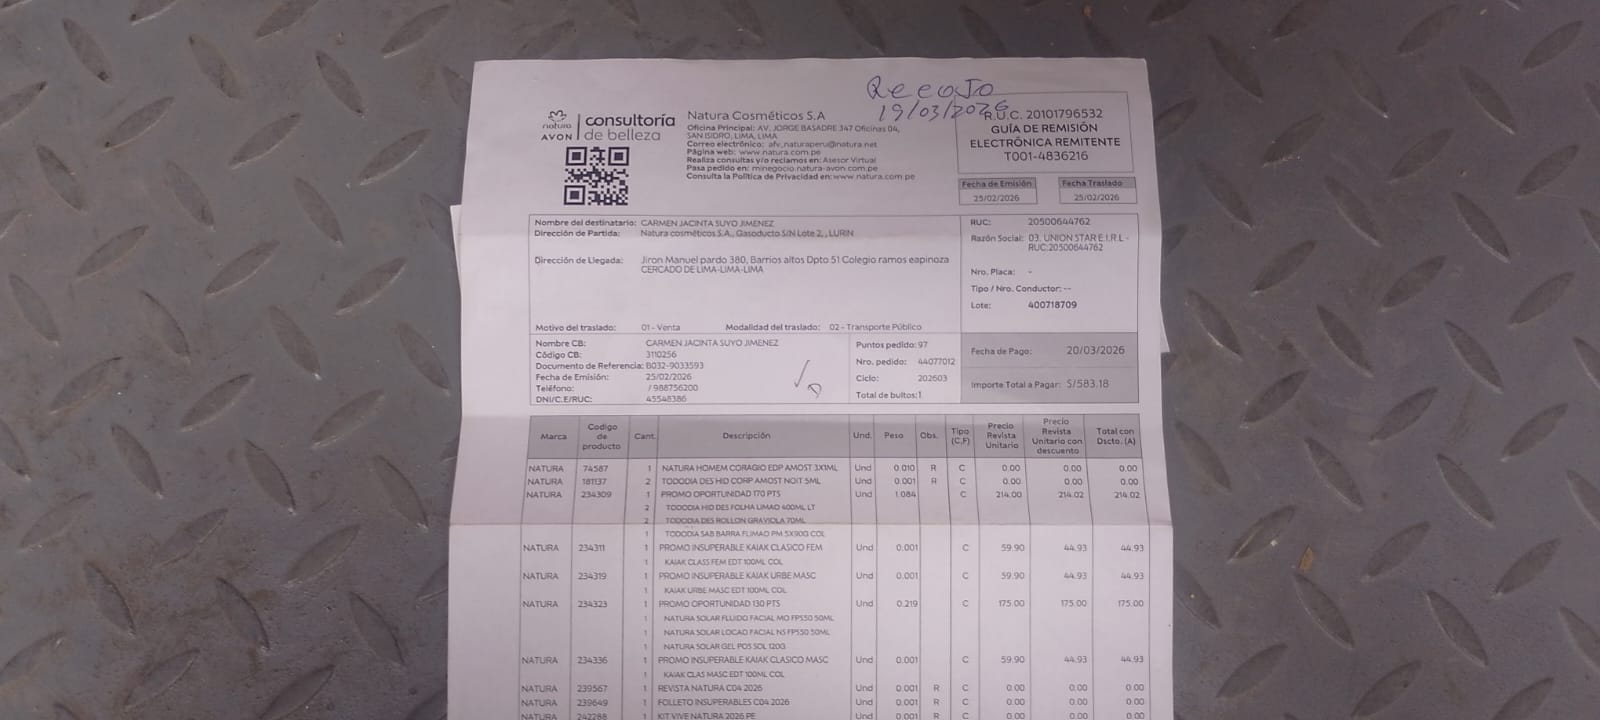 Recojo
19/03/2026
natura
AVON
consultoría
de belleza
Natura Cosméticos S.A
Oficina Principal: AV. JORGE BASADRE 347 Oficinas 04,
SAN ISIDRO, LIMA, LIMA
Correo electrónico: afv_naturaperu@natura.net
Página web: www.natura.com.pe
Realiza consultas y/o reclamos en: Asesor Virtual
Pasa pedido en: minegocio.natura-avon.com.pe
Consulta la Política de Privacidad en: www.natura.com.pe
R.U.C. 20101796532
GUÍA DE REMISIÓN
ELECTRÓNICA REMITENTE
T001-4836216
Fecha de Emisión Fecha Traslado
25/02/2026 25/02/2026
Nombre del destinatario: CARMEN JACINTA SUYO JIMENEZ
Dirección de Partida: Natura cosméticos S.A., Gasoducto S/N Lote 2, , LURIN
Dirección de Llegada: Jiron Manuel pardo 380, Barrios altos Dpto 51 Colegio ramos eapinoza
CERCADO DE LIMA-LIMA-LIMA
Motivo del traslado: 01 - Venta Modalidad del traslado: 02 - Transporte Público
RUC: 20500644762
Razón Social: 03. UNION STAR E.I.R.L -
RUC:20500644762
Nro. Placa: -
Tipo / Nro. Conductor: --
Lote: 400718709
Nombre CB: CARMEN JACINTA SUYO JIMENEZ
Código CB: 3110256
Documento de Referencia: B032-9033593
Fecha de Emisión: 25/02/2026
Teléfono: / 988756200
DNI/C.E/RUC: 45548386
Puntos pedido: 97
Nro. pedido: 44077012
Ciclo: 202603
Total de bultos: 1
Fecha de Pago: 20/03/2026
Importe Total a Pagar: S/583.18
Marca Codigo de producto Cant. Descripción Und. Peso Obs. Tipo (C,F) Precio Revista Unitario Precio Revista Unitario con descuento Total con Dscto. (A)
NATURA 74587 1 NATURA HOMEM CORAGIO EDP AMOST 3X1ML Und 0.010 R C 0.00 0.00 0.00
NATURA 181137 2 TODODIA DES HID CORP AMOST NOIT 5ML Und 0.001 R C 0.00 0.00 0.00
NATURA 234309 1 PROMO OPORTUNIDAD 170 PTS Und 1.084 C 214.00 214.02 214.02
2 TODODIA HID DES FOLHA LIMAO 400ML LT
2 TODODIA DES ROLLON GRAVIOLA 70ML
1 TODODIA SAB BARRA FLIMAO PM 5X90G COL
NATURA 234311 1 PROMO INSUPERABLE KAIAK CLASICO FEM Und 0.001 C 59.90 44.93 44.93
1 KAIAK CLASS FEM EDT 100ML COL
NATURA 234319 1 PROMO INSUPERABLE KAIAK URBE MASC Und 0.001 C 59.90 44.93 44.93
1 KAIAK URBE MASC EDT 100ML COL
NATURA 234323 1 PROMO OPORTUNIDAD 130 PTS Und 0.219 C 175.00 175.00 175.00
1 NATURA SOLAR FLUIDO FACIAL MO FPS50 50ML
1 NATURA SOLAR LOCAO FACIAL NS FPS50 50ML
1 NATURA SOLAR GEL POS SOL 120G
NATURA 234336 1 PROMO INSUPERABLE KAIAK CLASICO MASC Und 0.001 C 59.90 44.93 44.93
1 KAIAK CLAS MASC EDT 100ML COL
NATURA 239567 1 REVISTA NATURA C04 2026 Und 0.001 R C 0.00 0.00 0.00
NATURA 239649 1 FOLLETO INSUPERABLES C04 2026 Und 0.001 R C 0.00 0.00 0.00
NATURA 242288 1 KIT VIVE NATURA 2026 PE Und 0.001 R C 0.00 0.00 0.00